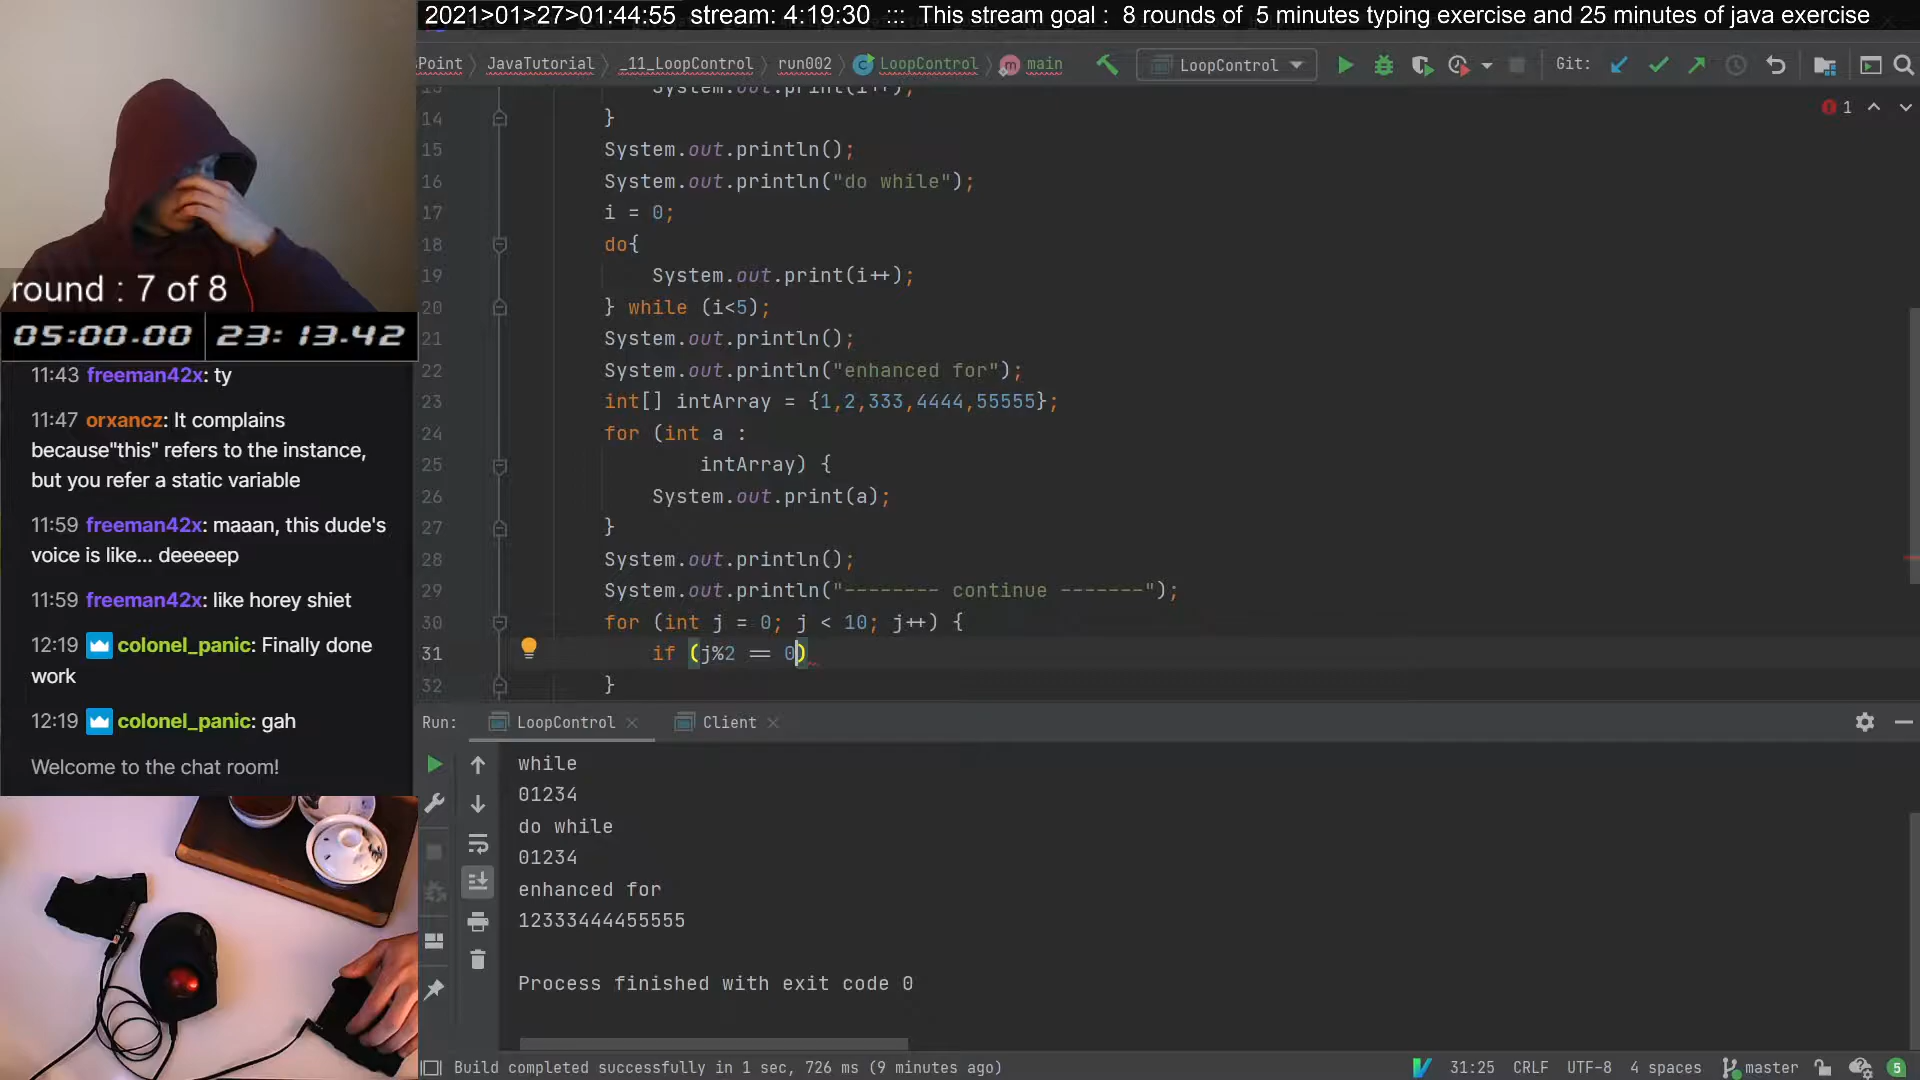 2021>01>27>01:44:55 stream: 4:19:30 ::: This stream goal : 8 rounds of 5 minutes typing exercise and 25 minutes of java exercise
sPoint JavaTutorial _11_LoopControl run002 LoopControl main LoopControl Git:
System.out.print(i++);
14 }
15 System.out.println();
16 System.out.println("do while");
17 i = 0;
18 do{
19 System.out.print(i++);
20 } while (i<5);
21 System.out.println();
22 System.out.println("enhanced for");
23 int[] intArray = {1,2,333,4444,55555};
24 for (int a :
25 intArray) {
26 System.out.print(a);
27 }
28 System.out.println();
29 System.out.println("-------- continue -------");
30 for (int j = 0; j < 10; j++) {
31 if (j%2 == 0)
32 }
1
round : 7 of 8
05:00.00 23:13.42
11:43 freeman42x: ty
11:47 orxancz: It complains
because"this" refers to the instance,
but you refer a static variable
11:59 freeman42x: maaan, this dude's
voice is like... deeeeep
11:59 freeman42x: like horey shiet
12:19 colonel_panic: Finally done
work
12:19 colonel_panic: gah
Welcome to the chat room!
Run: LoopControl Client
while
01234
do while
01234
enhanced for
12333444455555
Process finished with exit code 0
Build completed successfully in 1 sec, 726 ms (9 minutes ago) 31:25 CRLF UTF-8 4 spaces master 5